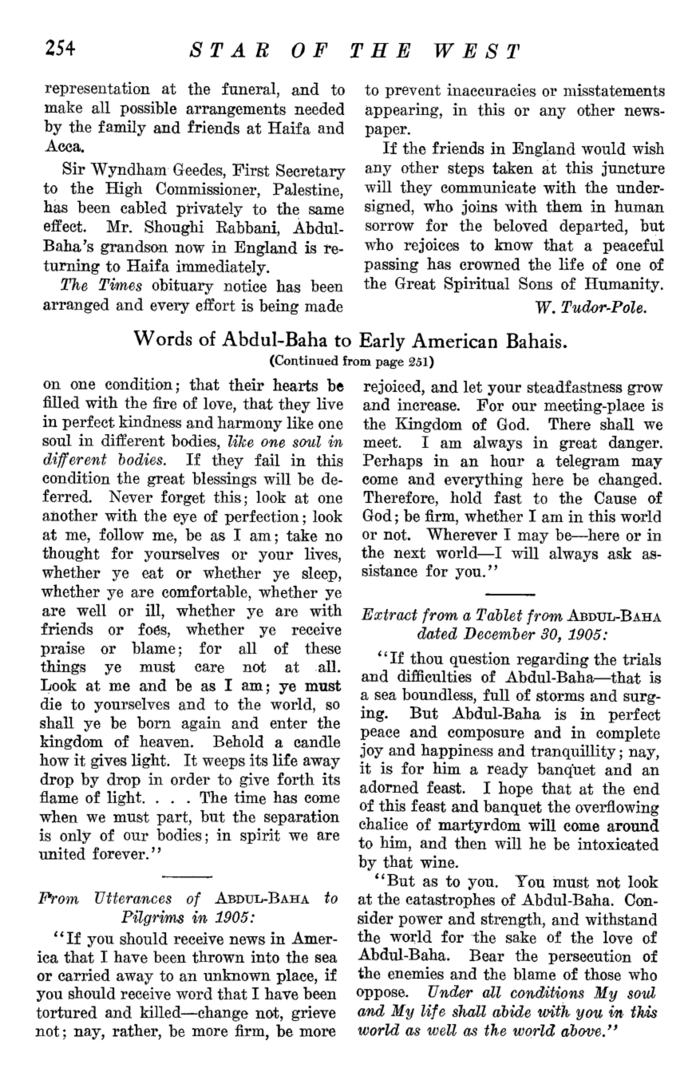 254
STAR OF THE WEST
representation at the funeral, and to
make all possible arrangements needed
by the family and friends at Haifa and
Acca.
Sir Wyndham Geedes, First Secretary
to the High Commissioner, Palestine,
has been cabled privately to the same
effect. Mr. Shoughi Rabbani, Abdul-
Baha's grandson now in England is re-
turning to Haifa immediately.
The Times obituary notice has been
arranged and every effort is being made
to prevent inaccuracies or misstatements
appearing, in this or any other news-
paper.
If the friends in England would wish
any other steps taken at this juncture
will they communicate with the under-
signed, who joins with them in human
sorrow for the beloved departed, but
who rejoices to know that a peaceful
passing has crowned the life of one of
the Great Spiritual Sons of Humanity.
W. Tudor-Pole.
Words of Abdul-Baha to Early American Bahais.
(Continued from page 251)
on one condition; that their hearts be
filled with the fire of love, that they live
in perfect kindness and harmony like one
soul in different bodies, like one soul in
different bodies. If they fail in this
condition the great blessings will be de-
ferred. Never forget this; look at one
another with the eye of perfection; look
at me, follow me, be as I am; take no
thought for yourselves or your lives,
whether ye eat or whether ye sleep,
whether ye are comfortable, whether ye
are well or ill, whether ye are with
friends or foes, whether ye receive
praise or blame; for all of these
things ye must care not at all.
Look at me and be as I am; ye must
die to yourselves and to the world, so
shall ye be born again and enter the
kingdom of heaven. Behold a candle
how it gives light. It weeps its life away
drop by drop in order to give forth its
flame of light. . . . The time has come
when we must part, but the separation
is only of our bodies; in spirit we are
united forever."
From Utterances of ABDUL-BAHA to
Pilgrims in 1905:
"If you should receive news in Amer-
ica that I have been thrown into the sea
or carried away to an unknown place, if
you should receive word that I have been
tortured and killed—change not, grieve
not; nay, rather, be more firm, be more
rejoiced, and let your steadfastness grow
and increase. For our meeting-place is
the Kingdom of God. There shall we
meet. I am always in great danger.
Perhaps in an hour a telegram may
come and everything here be changed.
Therefore, hold fast to the Cause of
God; be firm, whether I am in this world
or not. Wherever I may be—here or in
the next world—I will always ask as-
sistance for you."
Extract from a Tablet from ABDUL-BAHA
dated December 30, 1905:
"If thou question regarding the trials
and difficulties of Abdul-Baha—that is
a sea boundless, full of storms and surg-
ing. But Abdul-Baha is in perfect
peace and composure and in complete
joy and happiness and tranquillity; nay,
it is for him a ready banquet and an
adorned feast. I hope that at the end
of this feast and banquet the overflowing
chalice of martyrdom will come around
to him, and then will he be intoxicated
by that wine.
"But as to you. You must not look
at the catastrophes of Abdul-Baha. Con-
sider power and strength, and withstand
the world for the sake of the love of
Abdul-Baha. Bear the persecution of
the enemies and the blame of those who
oppose. Under all conditions My soul
and My life shall abide with you in this
world as well as the world above."